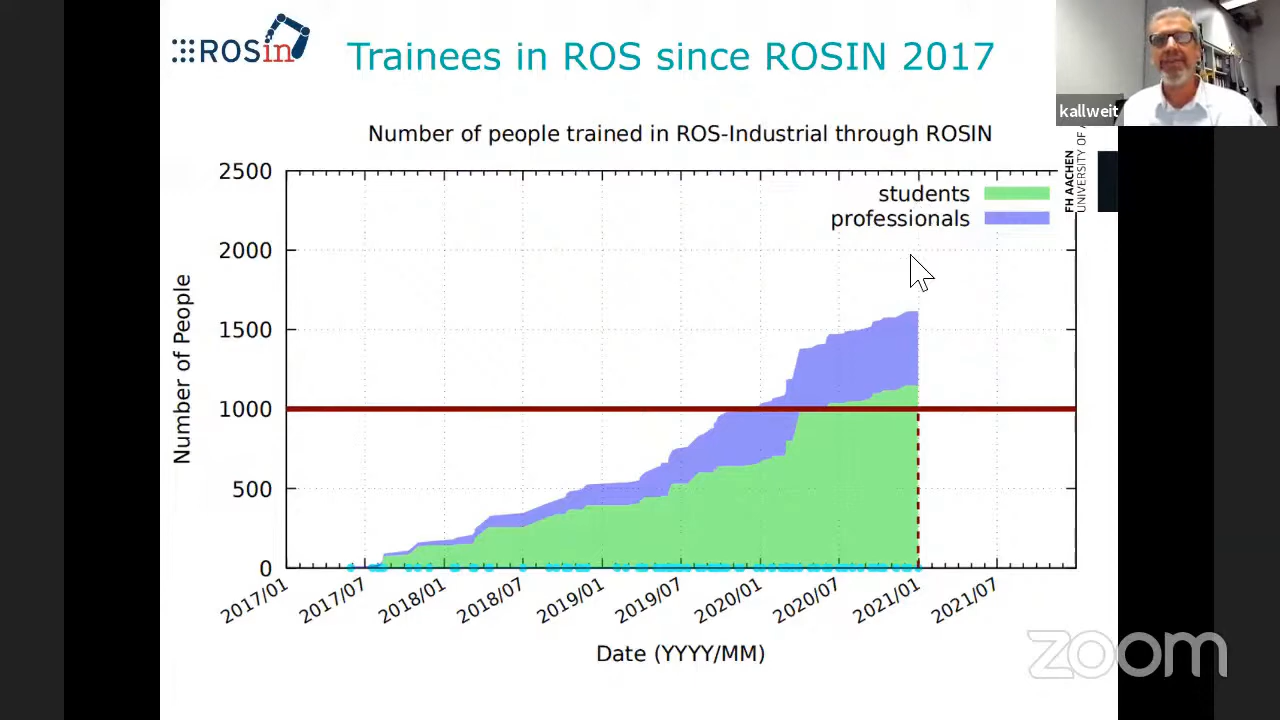 ROSin
Trainees in ROS since ROSIN 2017
kallweit
Number of people trained in ROS-Industrial through ROSIN
FH AACHEN
UNIVERSITY OF A
students
professionals
2500
2000
1500
1000
500
0
Number of People
2017/01
2017/07
2018/01
2018/07
2019/01
2019/07
2020/01
2020/07
2021/01
2021/07
Date (YYYY/MM)
zoom